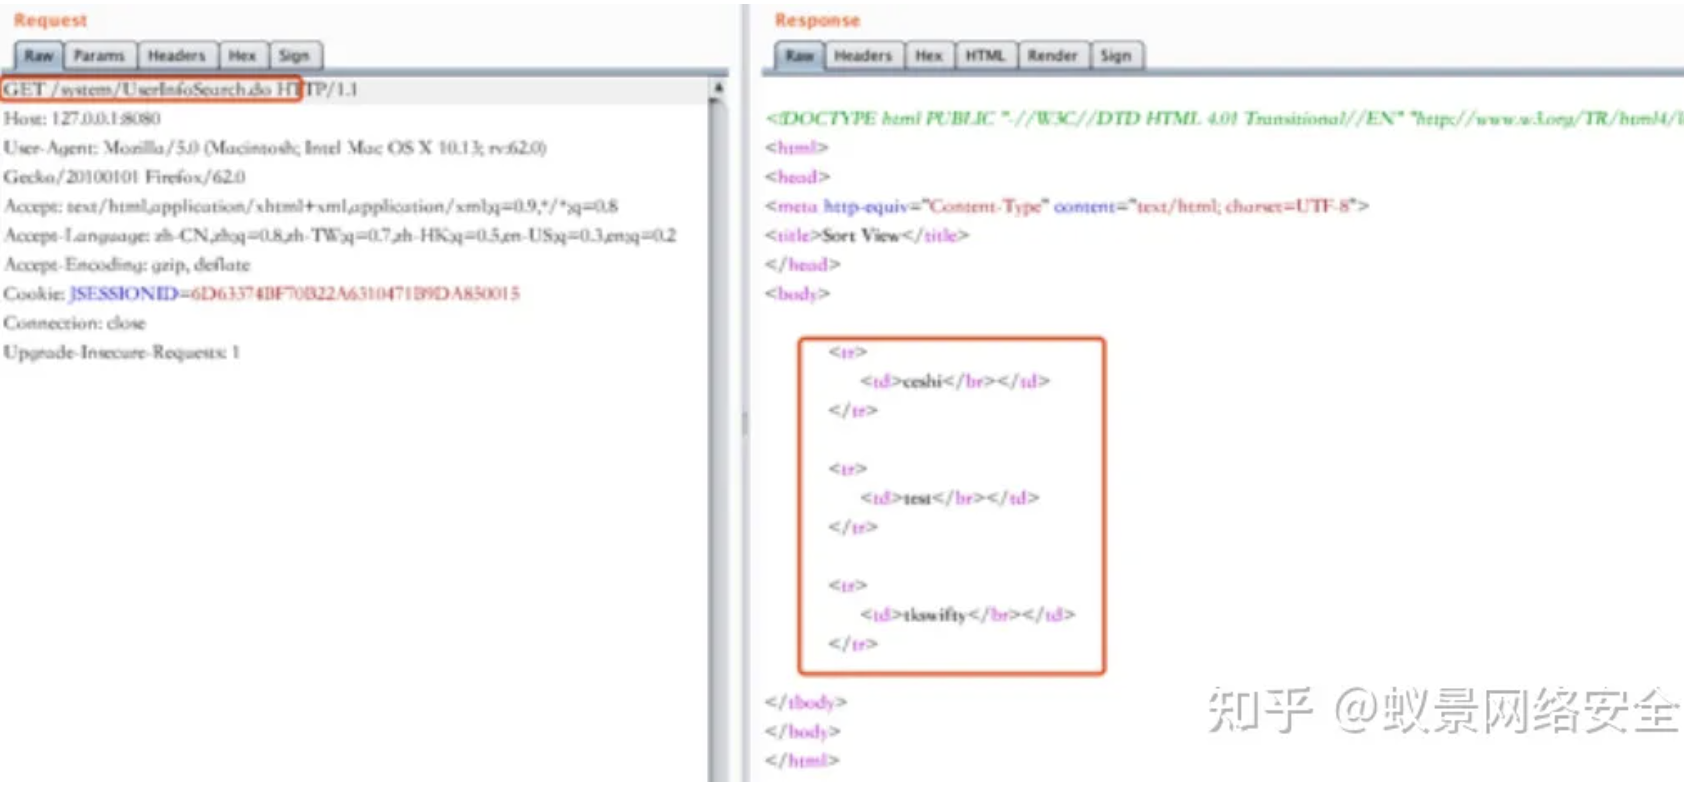 Request
Raw Params Headers Hex Sign
GET /system/UserInfoSearch.do HTTP/1.1
Host: 127.0.0.1:8080
User-Agent: Mozilla/5.0 (Macintosh; Intel Mac OS X 10.13; rv:62.0)
Gecko/20100101 Firefox/62.0
Accept: text/html,application/xhtml+xml,application/xml;q=0.9,*/*;q=0.8
Accept-Language: zh-CN,zh;q=0.8,zh-TW;q=0.7,zh-HK;q=0.5,en-US;q=0.3,en;q=0.2
Accept-Encoding: gzip, deflate
Cookie: JSESSIONID=6D63374BF70B22A6310471B9DA850015
Connection: close
Upgrade-Insecure-Requests: 1
Response
Raw Headers Hex HTML Render Sign
<!DOCTYPE html PUBLIC "-//W3C//DTD HTML 4.01 Transitional//EN" "http://www.w3.org/TR/html4/l
<html>
<head>
<meta http-equiv="Content-Type" content="text/html; charset=UTF-8">
<title>Sort View</title>
</head>
<body>
<tr>
<td>ceshi</br></td>
</tr>
<tr>
<td>test</br></td>
</tr>
<tr>
<td>tkswifty</br></td>
</tr>
</tbody>
</body>
</html>
知乎 @蚁景网络安全